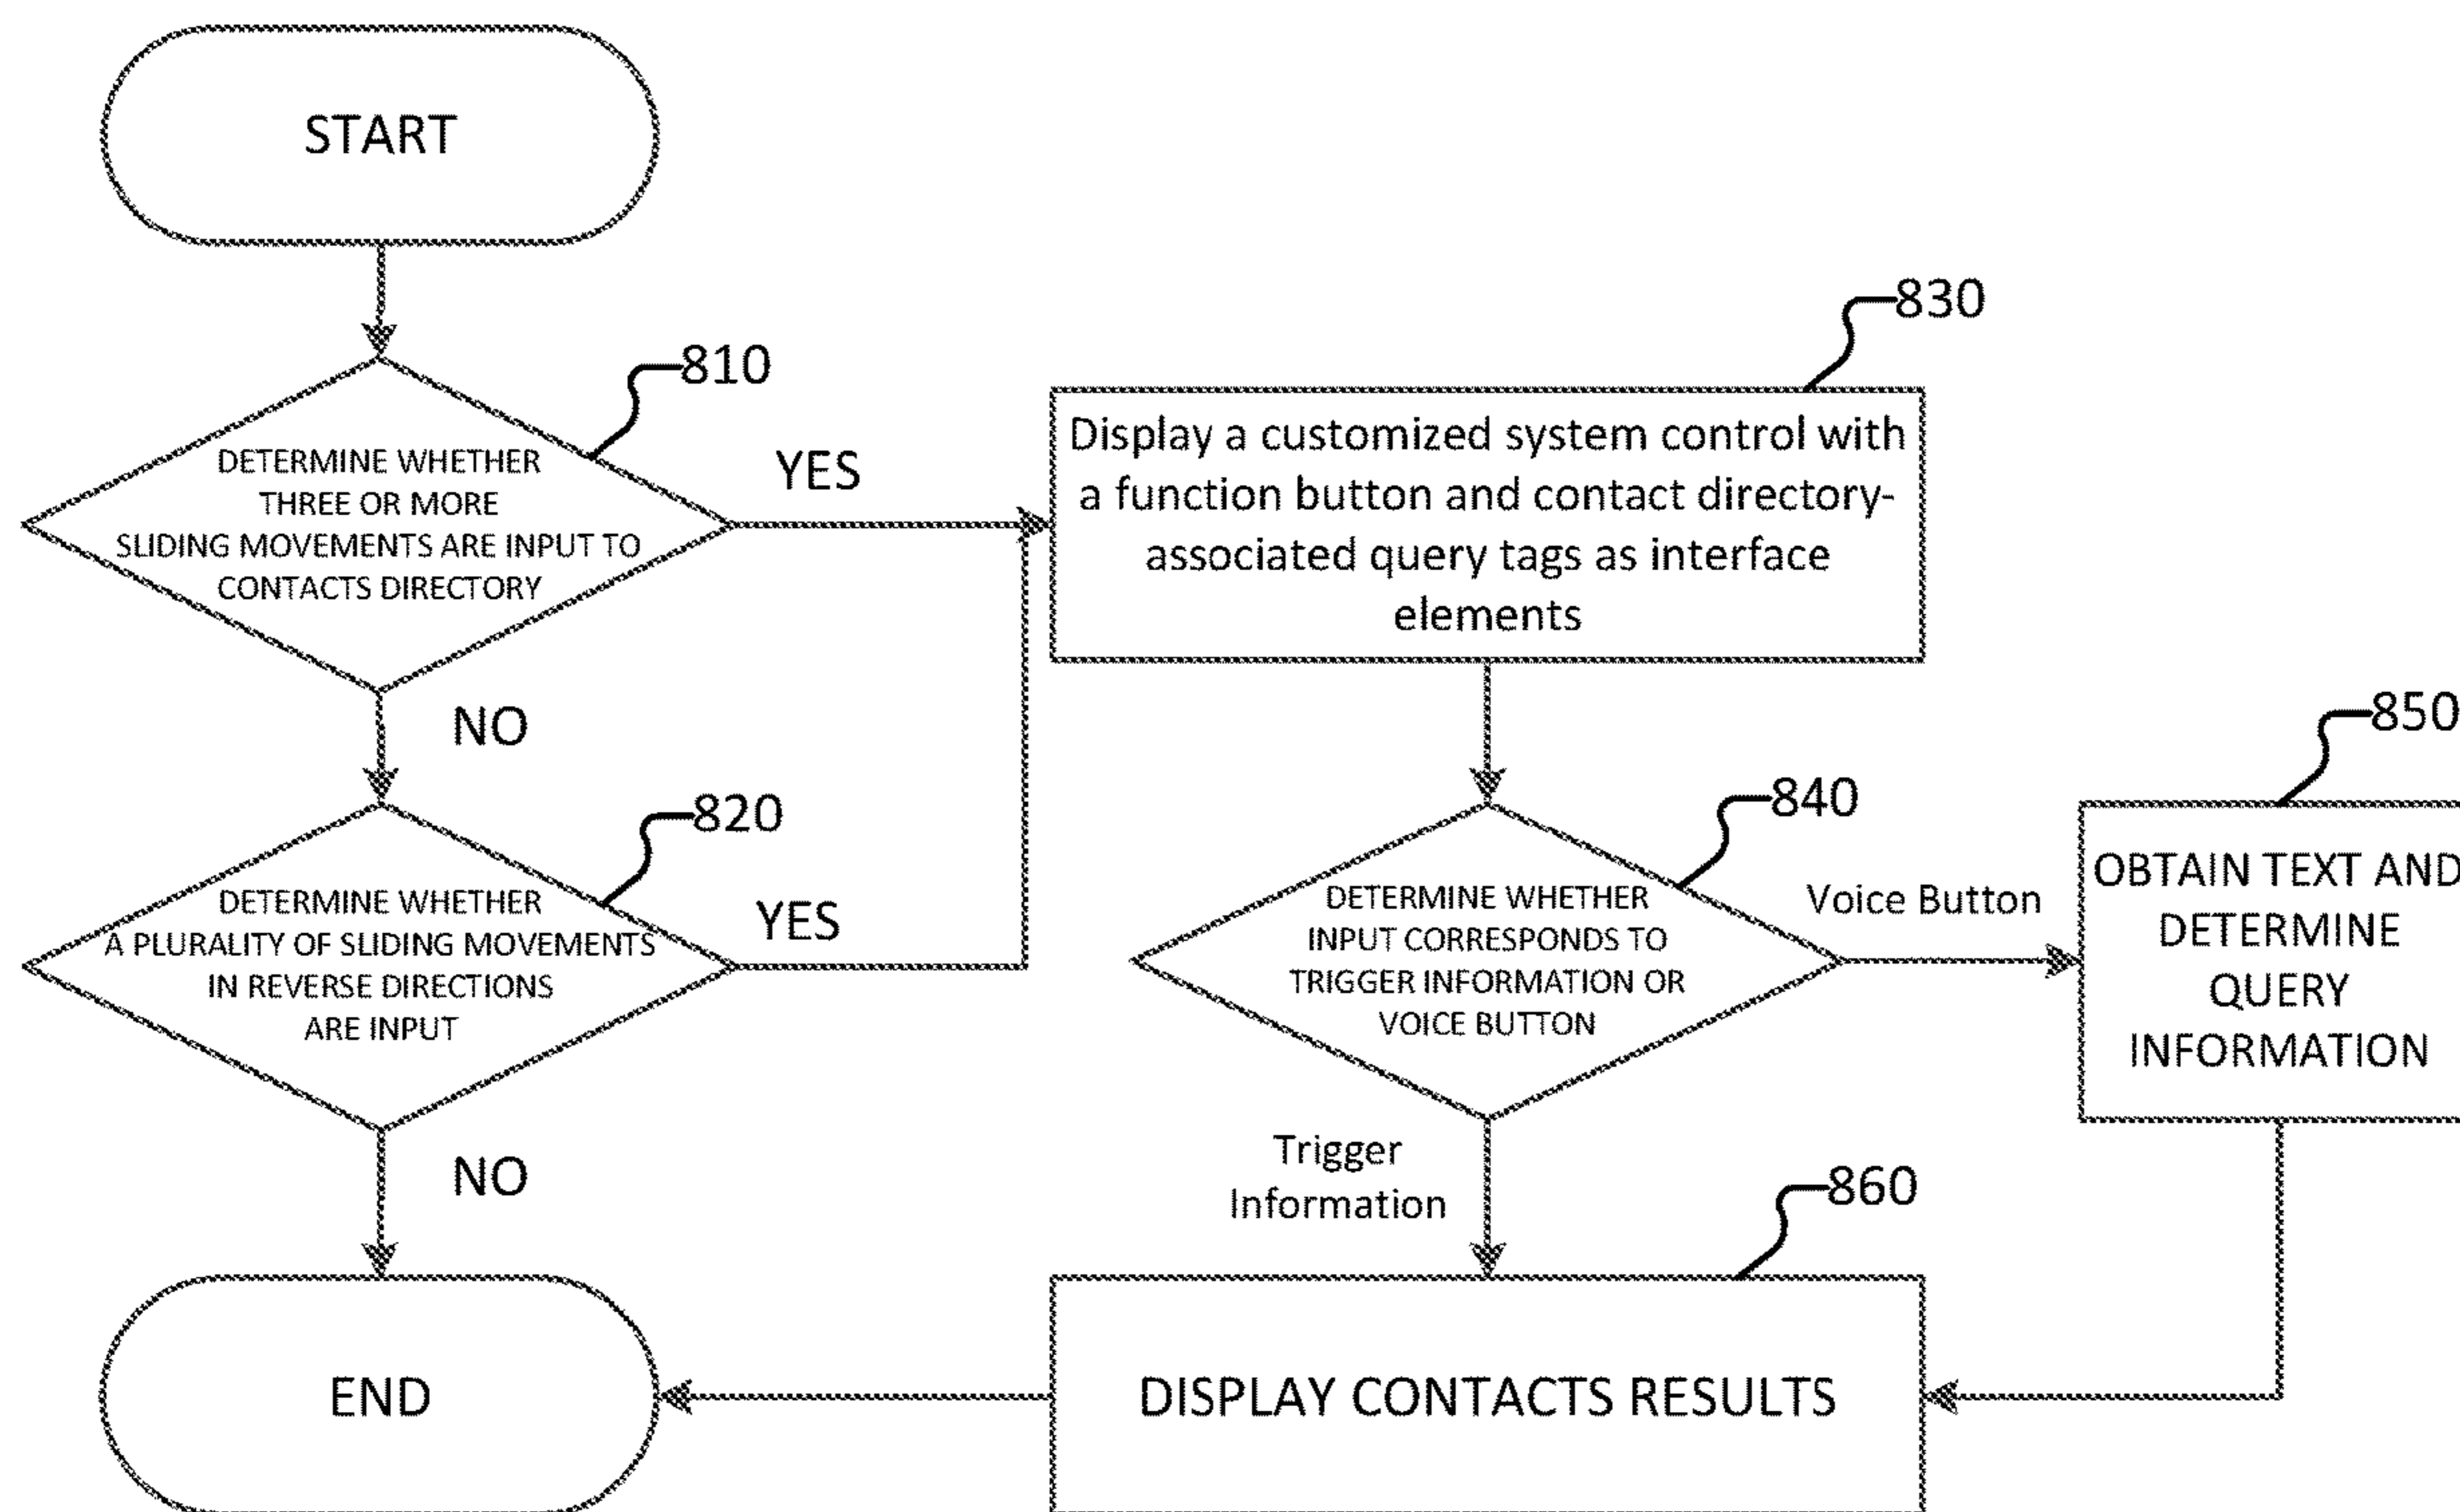 START
810
DETERMINE WHETHER
THREE OR MORE
SLIDING MOVEMENTS ARE INPUT TO
CONTACTS DIRECTORY
YES
NO
820
DETERMINE WHETHER
A PLURALITY OF SLIDING MOVEMENTS
IN REVERSE DIRECTIONS
ARE INPUT
YES
NO
END
830
Display a customized system control with
a function button and contact directory-
associated query tags as interface
elements
840
DETERMINE WHETHER
INPUT CORRESPONDS TO
TRIGGER INFORMATION OR
VOICE BUTTON
Voice Button
850
OBTAIN TEXT AND
DETERMINE
QUERY
INFORMATION
Trigger
Information
860
DISPLAY CONTACTS RESULTS